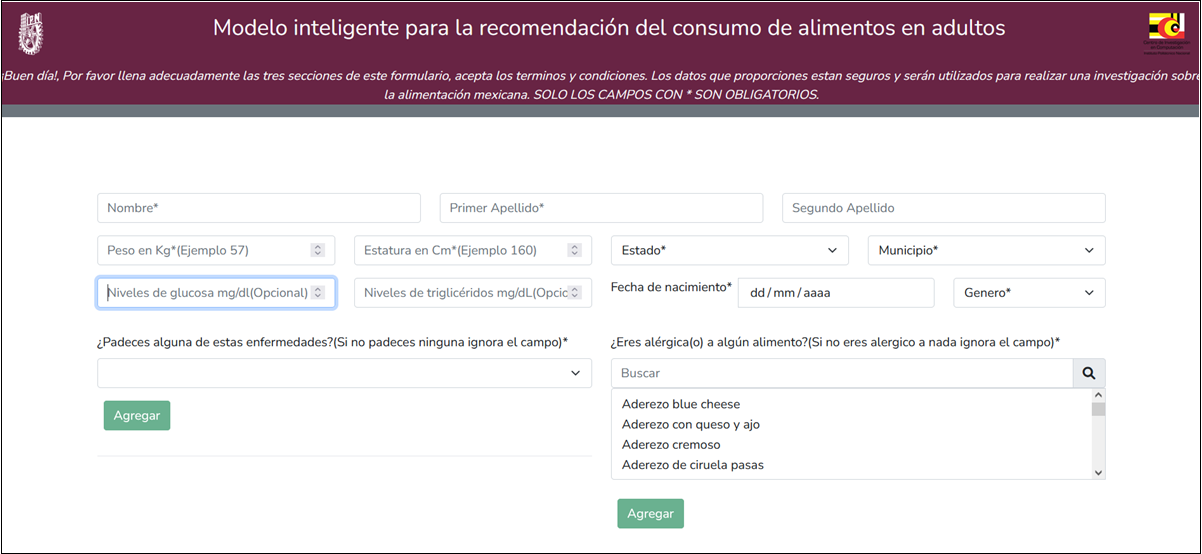 Modelo inteligente para la recomendación del consumo de alimentos en adultos
¡Buen día!, Por favor llena adecuadamente las tres secciones de este formulario, acepta los terminos y condiciones. Los datos que proporciones estan seguros y serán utilizados para realizar una investigación sobre
la alimentación mexicana. SOLO LOS CAMPOS CON * SON OBLIGATORIOS.
Nombre*
Primer Apellido*
Segundo Apellido
Peso en Kg*(Ejemplo 57)
Estatura en Cm*(Ejemplo 160)
Estado*
Municipio*
Niveles de glucosa mg/dl(Opcional)
Niveles de triglicéridos mg/dL(Opcic
Fecha de nacimiento*
dd/mm/aaaa
Genero*
¿Padeces alguna de estas enfermedades?(Si no padeces ninguna ignora el campo)*
Agregar
¿Eres alérgica(o) a algún alimento?(Si no eres alergico a nada ignora el campo)*
Buscar
Aderezo blue cheese
Aderezo con queso y ajo
Aderezo cremoso
Aderezo de ciruela pasas
Agregar